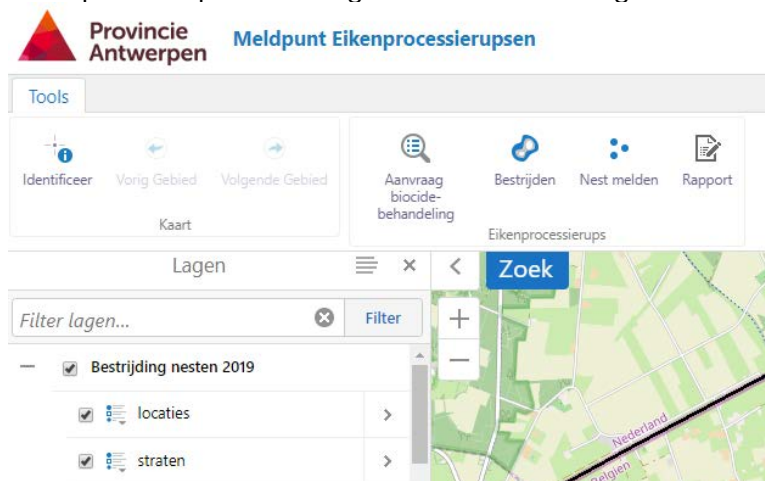 Provincie
Antwerpen
Meldpunt Eikenprocessierupsen
Tools
Identificeer
Vorig Gebied
Volgende Gebied
Kaart
Aanvraag
biocide-
behandeling
Bestrijden
Nest melden
Rapport
Eikenprocessierups
Lagen
Zoek
Filter lagen...
Filter
Bestrijding nesten 2019
locaties
straten
Nederland
Belgien